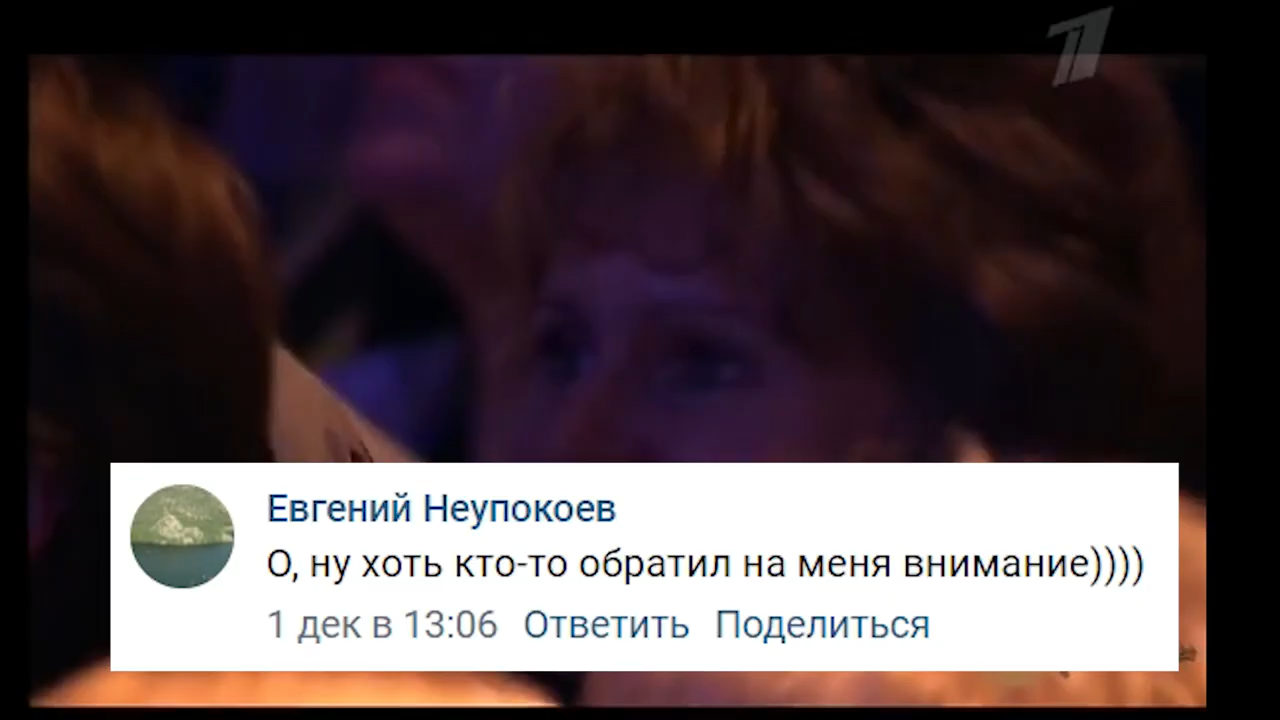 Евгений Неупокоев
О, ну хоть кто-то обратил на меня внимание))))
1 дек в 13:06 Ответить Поделиться